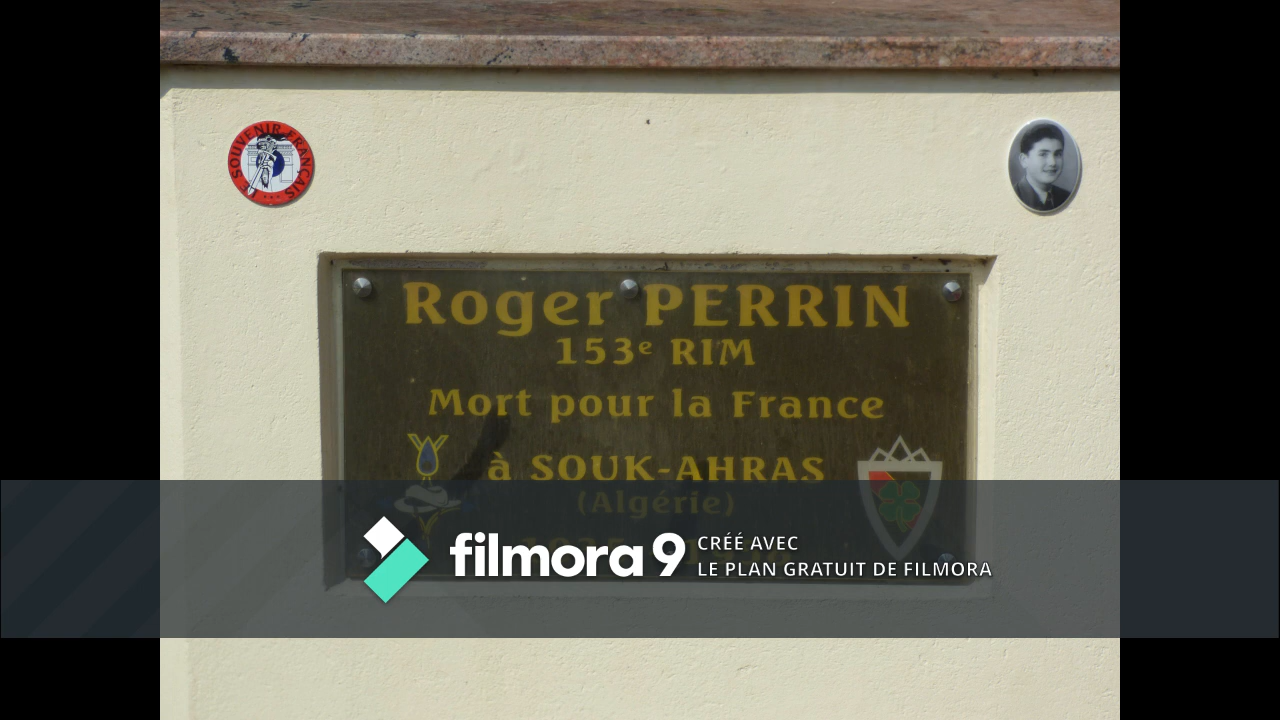 LE SOUVENIR FRANÇAIS
Roger PERRIN
153e RIM
Mort pour la France
à SOUK-AHRAS
(Algérie)
filmora 9
CRÉÉ AVEC
LE PLAN GRATUIT DE FILMORA